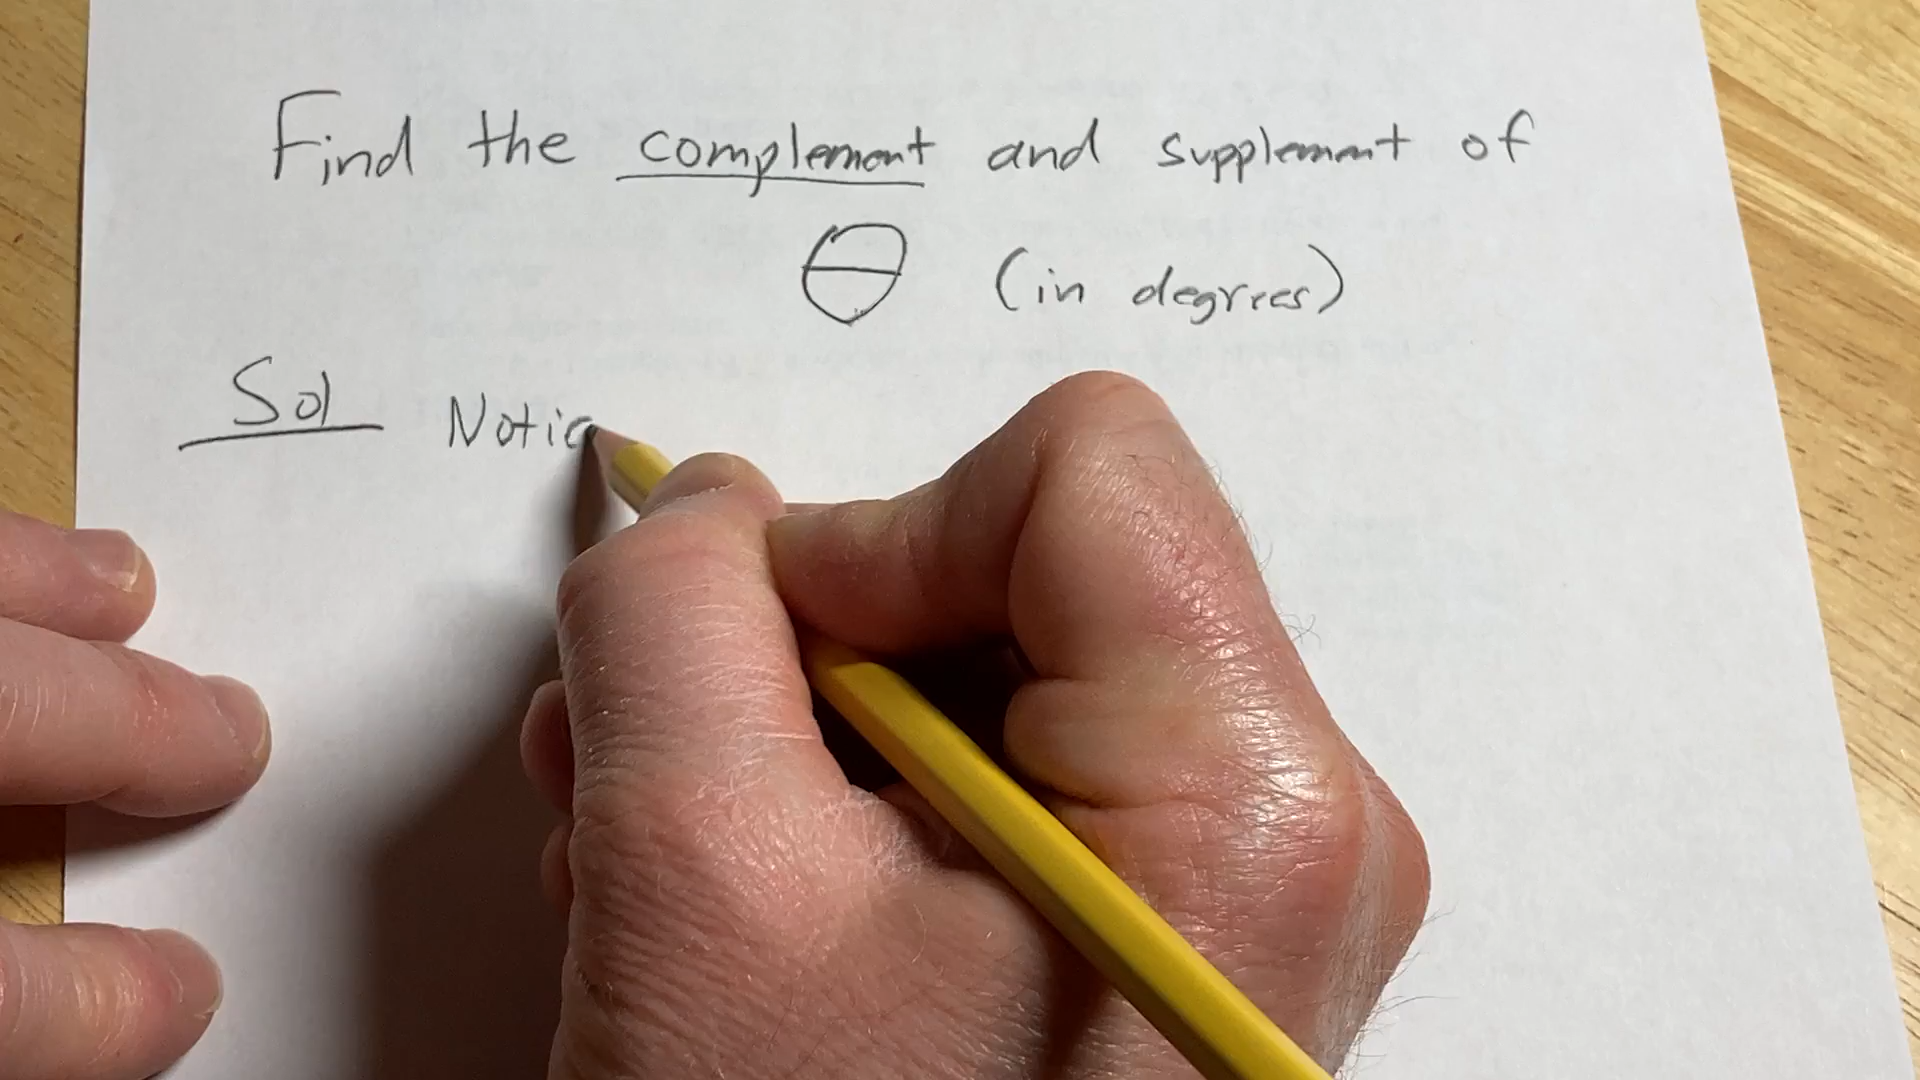 Find the complement and supplement of
θ (in degrees)
Sol Notic